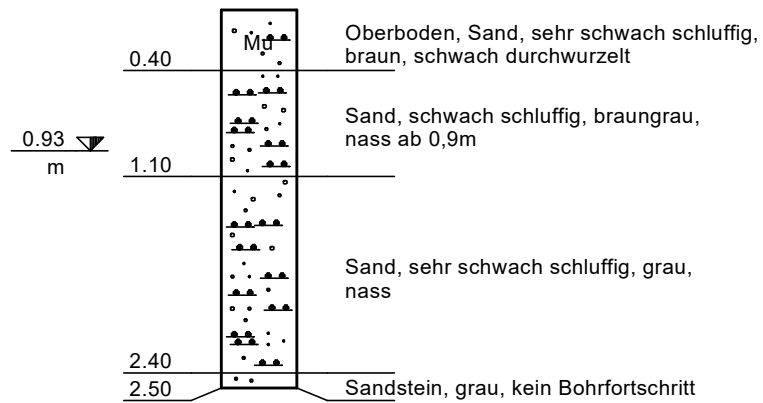 Mu
Oberboden, Sand, sehr schwach schluffig,
braun, schwach durchwurzelt
0.40
Sand, schwach schluffig, braungrau,
nass ab 0,9m
0.93
m
1.10
Sand, sehr schwach schluffig, grau,
nass
2.40
2.50
Sandstein, grau, kein Bohrfortschritt